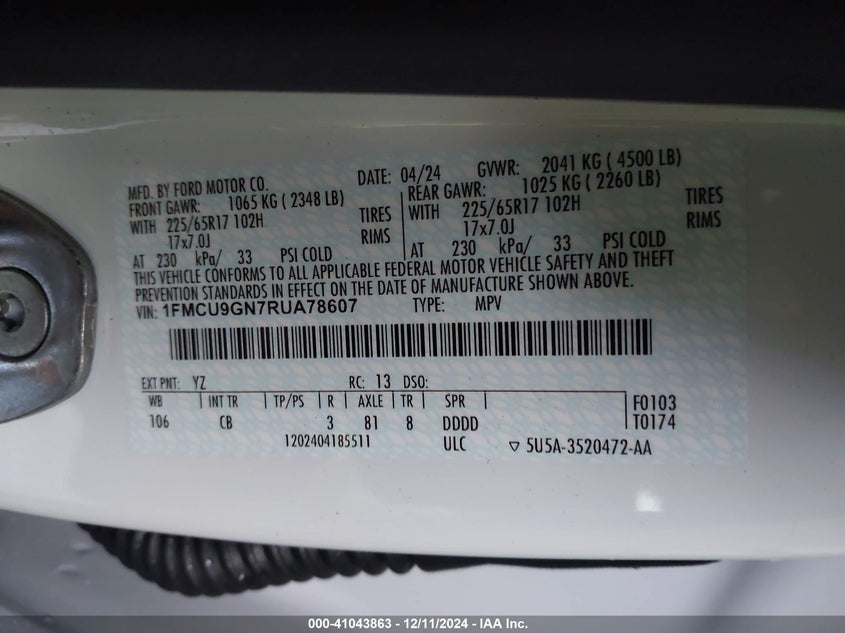 MFD. BY FORD MOTOR CO. DATE: 04/24 GVWR: 2041 KG ( 4500 LB)
FRONT GAWR: 1065 KG ( 2348 LB) REAR GAWR: 1025 KG ( 2260 LB)
WITH 225/65R17 102H TIRES WITH 225/65R17 102H TIRES
17x7.0J RIMS 17x7.0J RIMS
AT 230 kPa/ 33 PSI COLD AT 230 kPa/ 33 PSI COLD
THIS VEHICLE CONFORMS TO ALL APPLICABLE FEDERAL MOTOR VEHICLE SAFETY AND THEFT
PREVENTION STANDARDS IN EFFECT ON THE DATE OF MANUFACTURE SHOWN ABOVE.
VIN: 1FMCU9GN7RUA78607 TYPE: MPV
EXT PNT: YZ RC: 13 DSO:
WB INT TR TP/PS R AXLE TR SPR F0103
106 CB 3 81 8 DDDD T0174
1202404185511 ULC ▽ 5U5A-3520472-AA
000-41043863 - 12/11/2024 - IAA Inc.